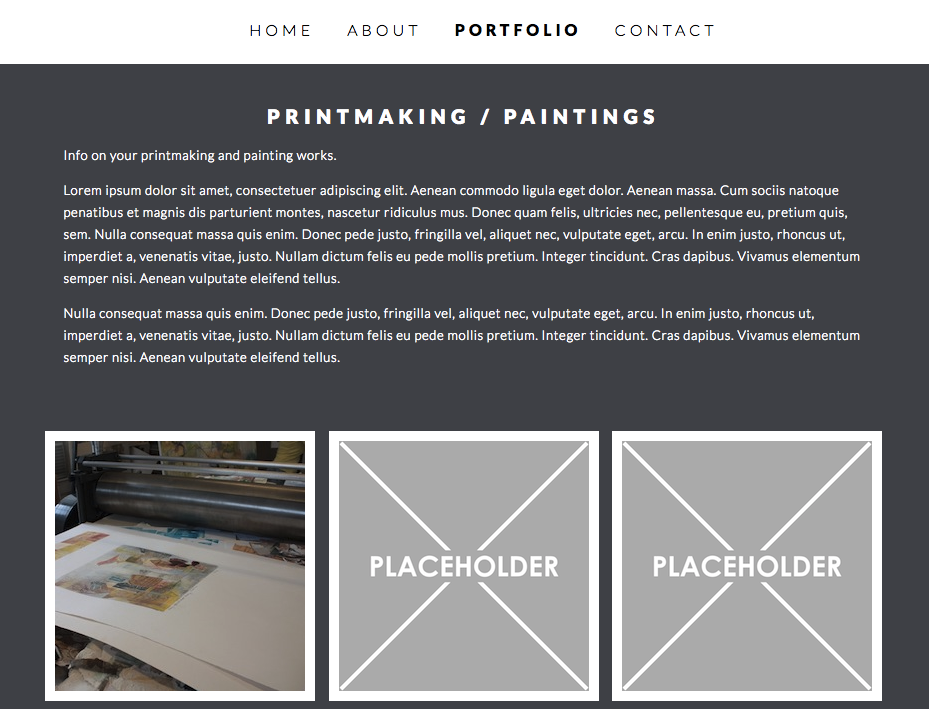 HOME ABOUT PORTFOLIO CONTACT
PRINTMAKING / PAINTINGS
Info on your printmaking and painting works.
Lorem ipsum dolor sit amet, consectetuer adipiscing elit. Aenean commodo ligula eget dolor. Aenean massa. Cum sociis natoque
penatibus et magnis dis parturient montes, nascetur ridiculus mus. Donec quam felis, ultricies nec, pellentesque eu, pretium quis,
sem. Nulla consequat massa quis enim. Donec pede justo, fringilla vel, aliquet nec, vulputate eget, arcu. In enim justo, rhoncus ut,
imperdiet a, venenatis vitae, justo. Nullam dictum felis eu pede mollis pretium. Integer tincidunt. Cras dapibus. Vivamus elementum
semper nisi. Aenean vulputate eleifend tellus.
Nulla consequat massa quis enim. Donec pede justo, fringilla vel, aliquet nec, vulputate eget, arcu. In enim justo, rhoncus ut,
imperdiet a, venenatis vitae, justo. Nullam dictum felis eu pede mollis pretium. Integer tincidunt. Cras dapibus. Vivamus elementum
semper nisi. Aenean vulputate eleifend tellus.
PLACEHOLDER PLACEHOLDER